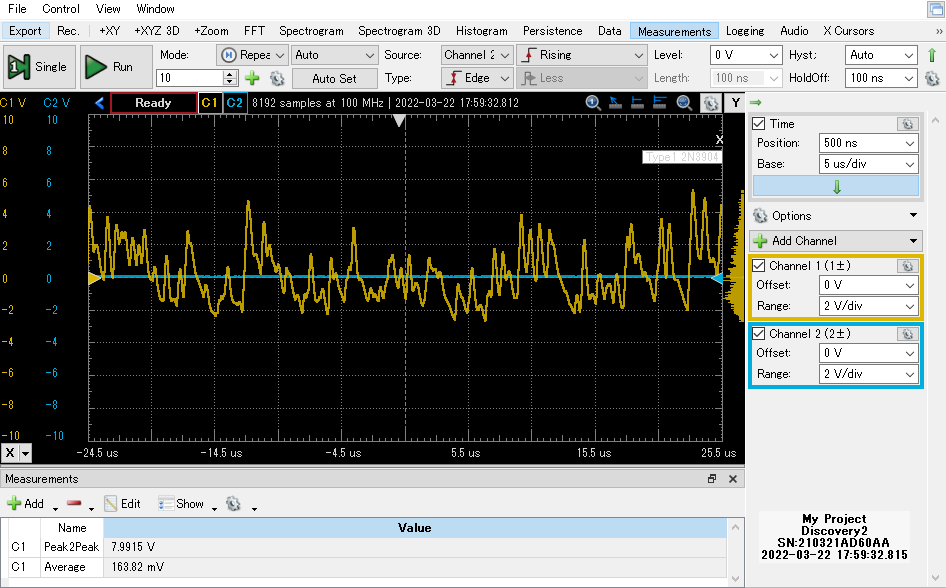 File Control View Window
Export Rec. +XY +XYZ 3D +Zoom FFT Spectrogram Spectrogram 3D Histogram Persistence Data Measurements Logging Audio X Cursors »
Single Run Mode: Repea Auto Source: Channel 2 Rising Level: 0 V Hyst: Auto
10 Auto Set Type: Edge Less Length: 100 ns HoldOff: 100 ns
C1 V C2 V Ready C1 C2 8192 samples at 100 MHz | 2022-03-22 17:59:32.812 Y
10 10
8 8
6 6
4 4
2 2
0 0
-2 -2
-4 -4
-6 -6
-8 -8
-10 -10
X
Type1 2N3904
X -24.5 us -14.5 us -4.5 us 5.5 us 15.5 us 25.5 us
Time
Position: 500 ns
Base: 5 us/div
Options
Add Channel
Channel 1 (1±)
Offset: 0 V
Range: 2 V/div
Channel 2 (2±)
Offset: 0 V
Range: 2 V/div
Measurements
Add Edit Show
Name Value
C1 Peak2Peak 7.9915 V
C1 Average 163.82 mV
My Project
Discovery2
SN:210321AD60AA
2022-03-22 17:59:32.815